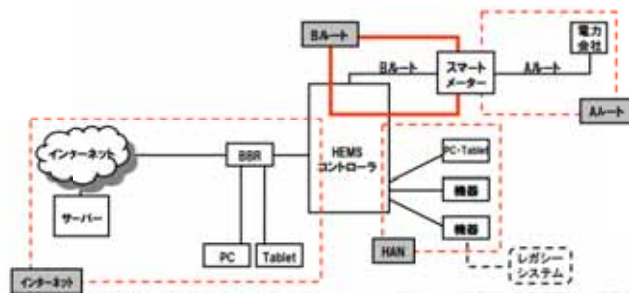 Bルート
電力
会社
Bルート
スマート
メーター
Aルート
Aルート
インターネット
BBR
HEMS
コントローラ
PC・Tablet
サーバー
機器
機器
PC
Tablet
HAN
レガシー
システム
インターネット